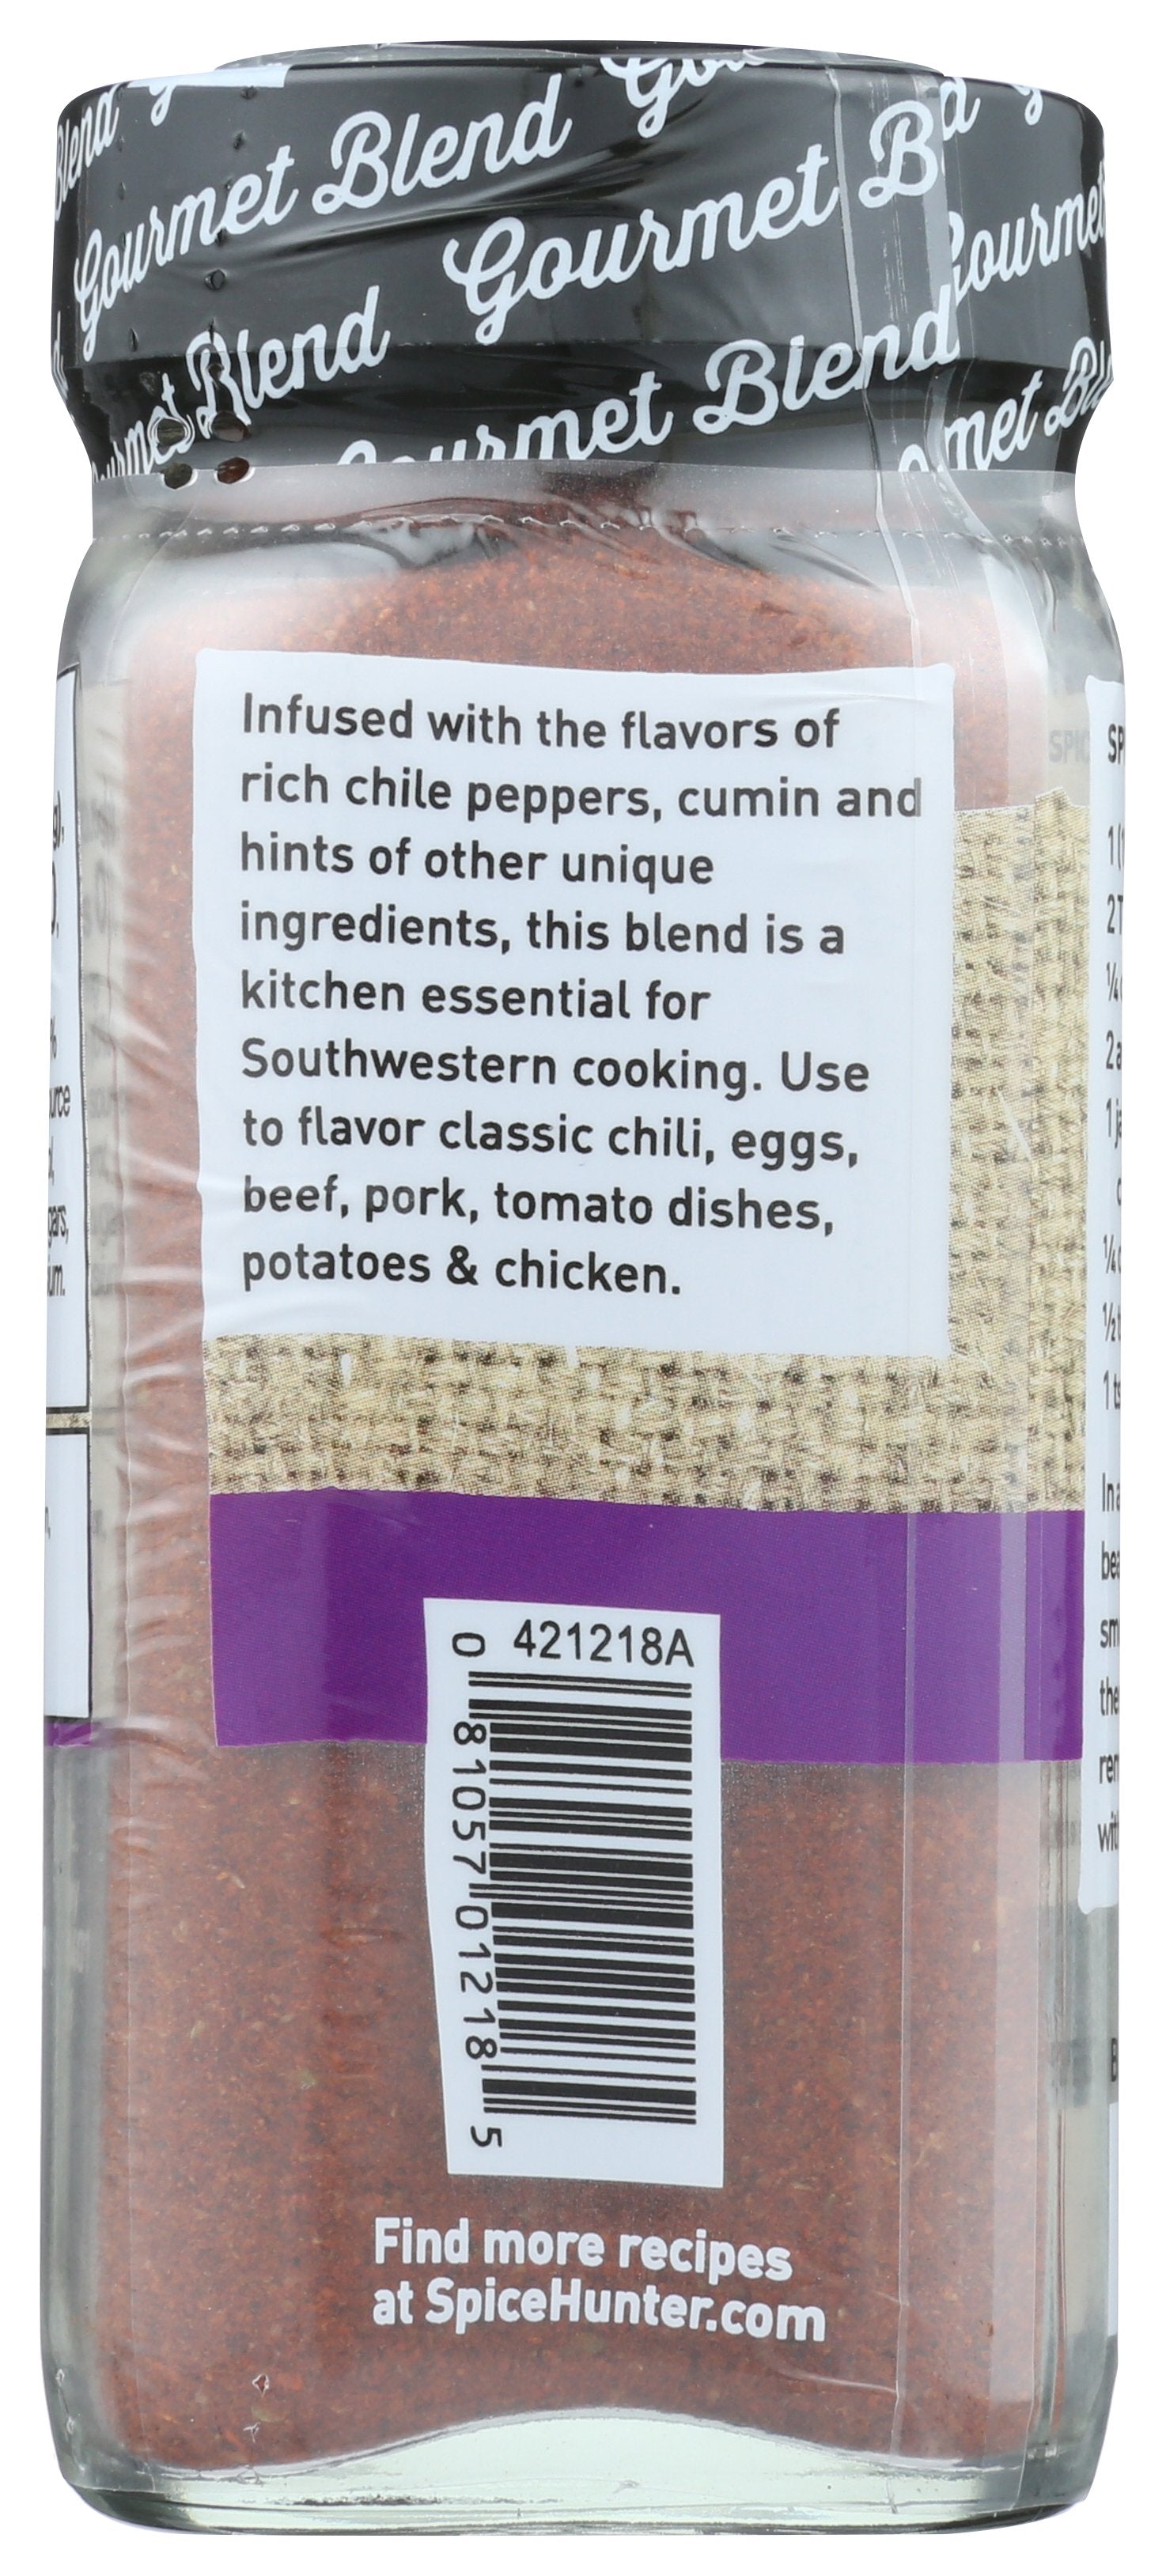 Gourmet Blend
Gourmet
Blend
Gourmet
Blend
Infused with the flavors of
rich chile peppers, cumin and
hints of other unique
ingredients, this blend is a
kitchen essential for
Southwestern cooking. Use
to flavor classic chili, eggs,
beef, pork, tomato dishes,
potatoes & chicken.
421218A
0 81057 01218 5
Find more recipes
at SpiceHunter.com